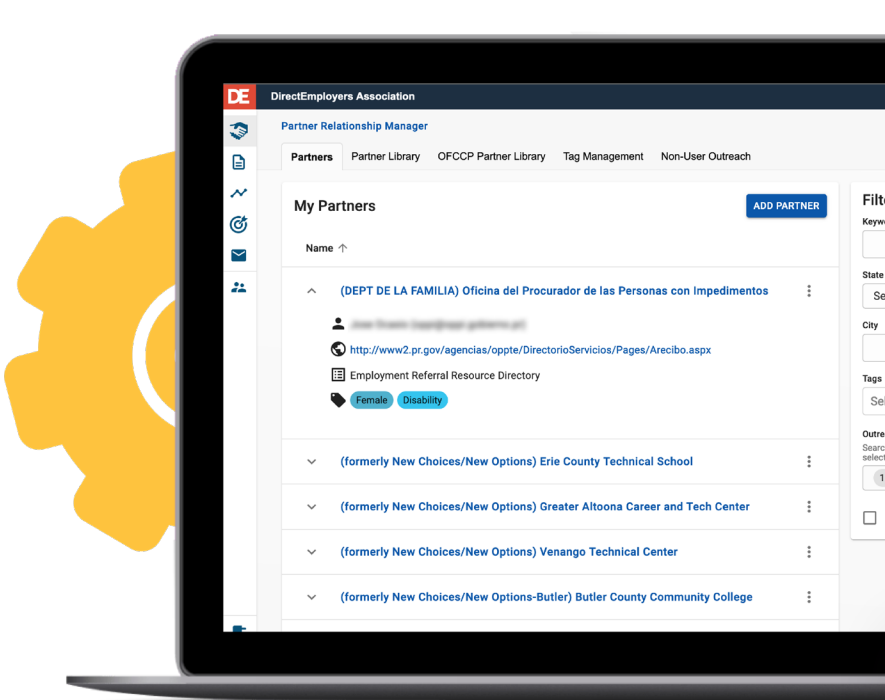 DE DirectEmployers Association
Partner Relationship Manager
Partners Partner Library OFCCP Partner Library Tag Management Non-User Outreach
My Partners
ADD PARTNER
Name
(DEPT DE LA FAMILIA) Oficina del Procurador de las Personas con Impedimentos
http://www2.pr.gov/agencias/oppte/DirectorioServicios/Pages/Arecibo.aspx
Employment Referral Resource Directory
Female Disability
(formerly New Choices/New Options) Erie County Technical School
(formerly New Choices/New Options) Greater Altoona Career and Tech Center
(formerly New Choices/New Options) Venango Technical Center
(formerly New Choices/New Options-Butler) Butler County Community College
State
City
Tags